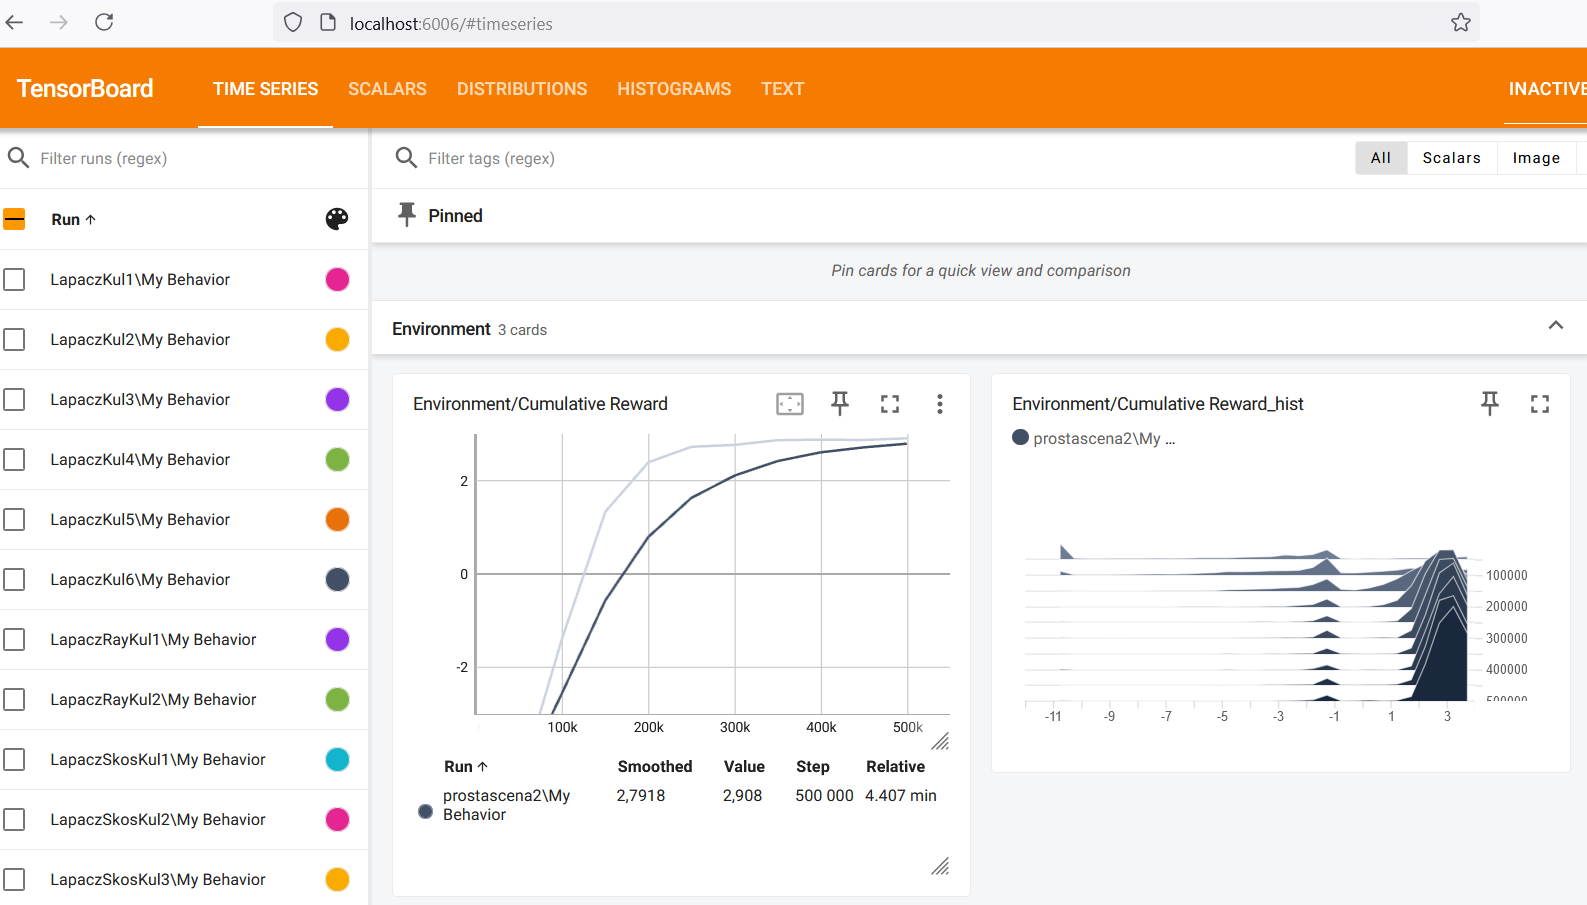 localhost:6006/#timeseries
TensorBoard TIME SERIES SCALARS DISTRIBUTIONS HISTOGRAMS TEXT INACTIVE
Filter runs (regex)
Filter tags (regex)
All Scalars Image
Run ↑
Pinned
Pin cards for a quick view and comparison
LapaczKul1\My Behavior
LapaczKul2\My Behavior
LapaczKul3\My Behavior
LapaczKul4\My Behavior
LapaczKul5\My Behavior
LapaczKul6\My Behavior
LapaczRayKul1\My Behavior
LapaczRayKul2\My Behavior
LapaczSkosKul1\My Behavior
LapaczSkosKul2\My Behavior
LapaczSkosKul3\My Behavior
Environment 3 cards
Environment/Cumulative Reward
2
0
-2
100k 200k 300k 400k 500k
Run ↑ Smoothed Value Step Relative
prostascena2\My 2,7918 2,908 500 000 4.407 min
Behavior
Environment/Cumulative Reward_hist
prostascena2\My ...
100000
200000
300000
400000
500000
-11 -9 -7 -5 -3 -1 1 3